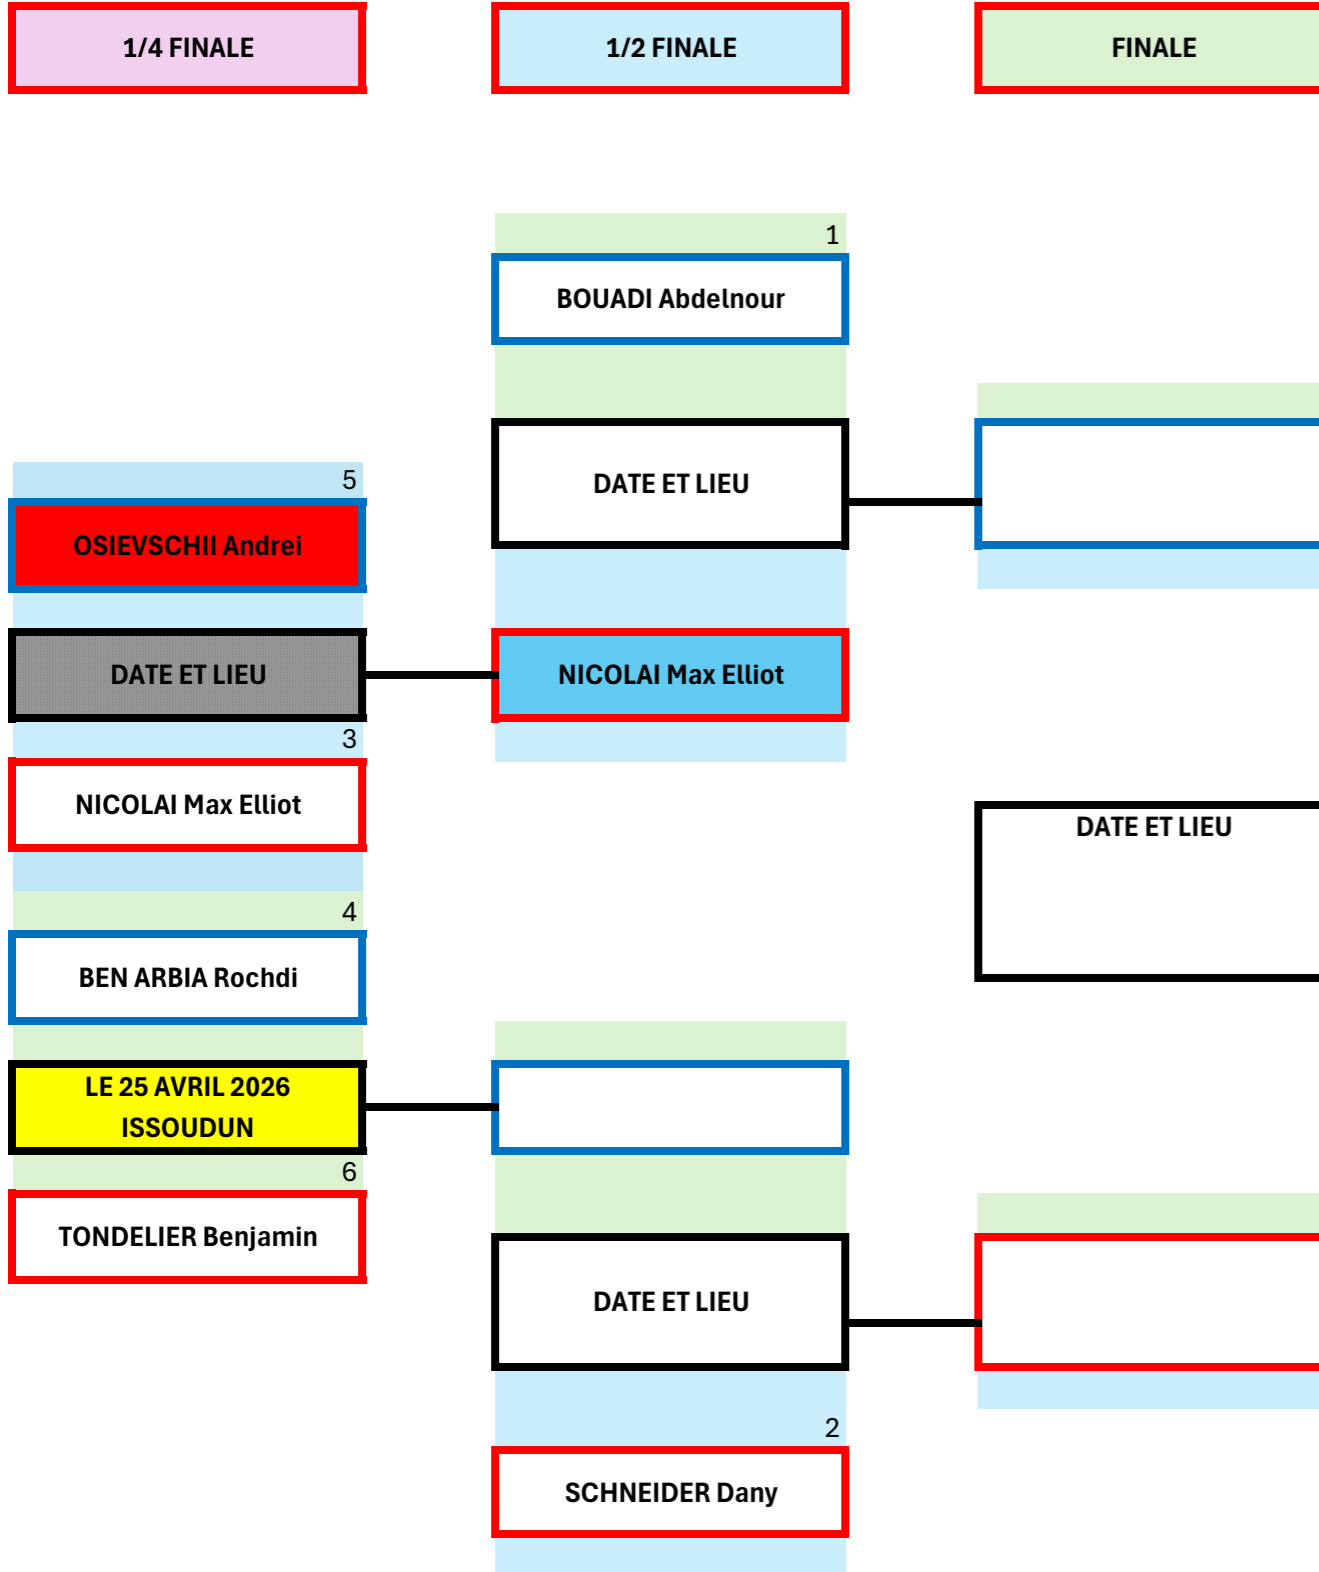 1/4 FINALE
1/2 FINALE
FINALE
1
BOUADI Abdelnour
DATE ET LIEU
5
OSIEVSCHII Andrei
DATE ET LIEU
NICOLAI Max Elliot
3
NICOLAI Max Elliot
DATE ET LIEU
4
BEN ARBIA Rochdi
LE 25 AVRIL 2026
ISSOUDUN
6
TONDELIER Benjamin
DATE ET LIEU
2
SCHNEIDER Dany